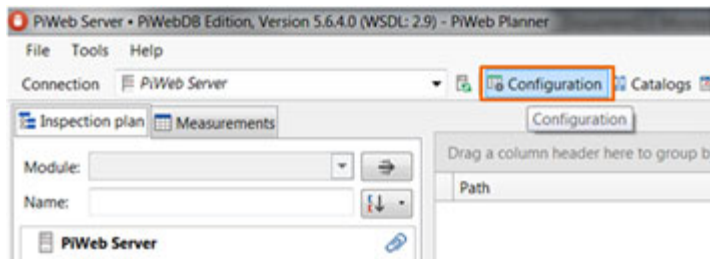 PiWeb Server • PiWebDB Edition, Version 5.6.4.0 (WSDL: 2.9) - PiWeb Planner
File Tools Help
Connection PiWeb Server Configuration Catalogs
Configuration
Inspection plan Measurements
Drag a column header here to group b
Module:
Path
Name:
PiWeb Server